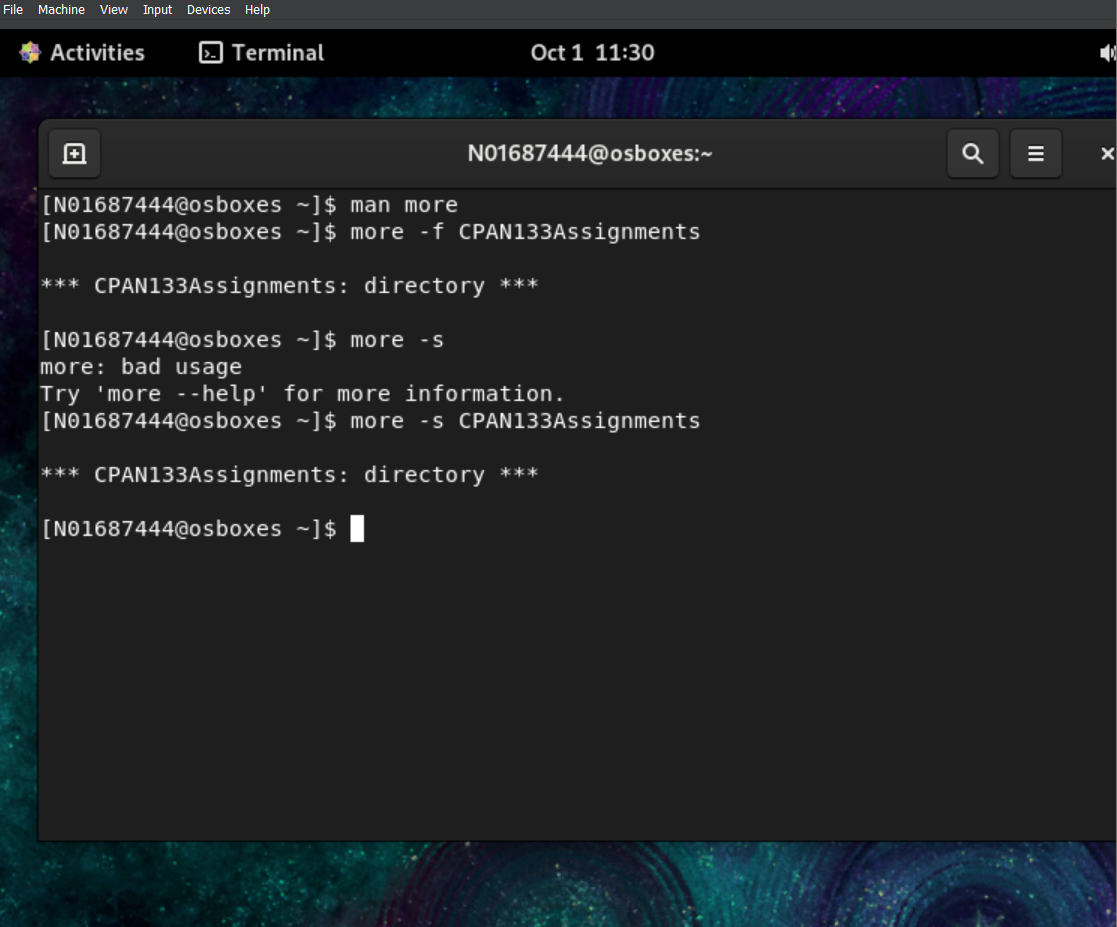 File Machine View Input Devices Help
Activities Terminal Oct 1 11:30
N01687444@osboxes:~
[N01687444@osboxes ~]$ man more
[N01687444@osboxes ~]$ more -f CPAN133Assignments
*** CPAN133Assignments: directory ***
[N01687444@osboxes ~]$ more -s
more: bad usage
Try 'more --help' for more information.
[N01687444@osboxes ~]$ more -s CPAN133Assignments
*** CPAN133Assignments: directory ***
[N01687444@osboxes ~]$